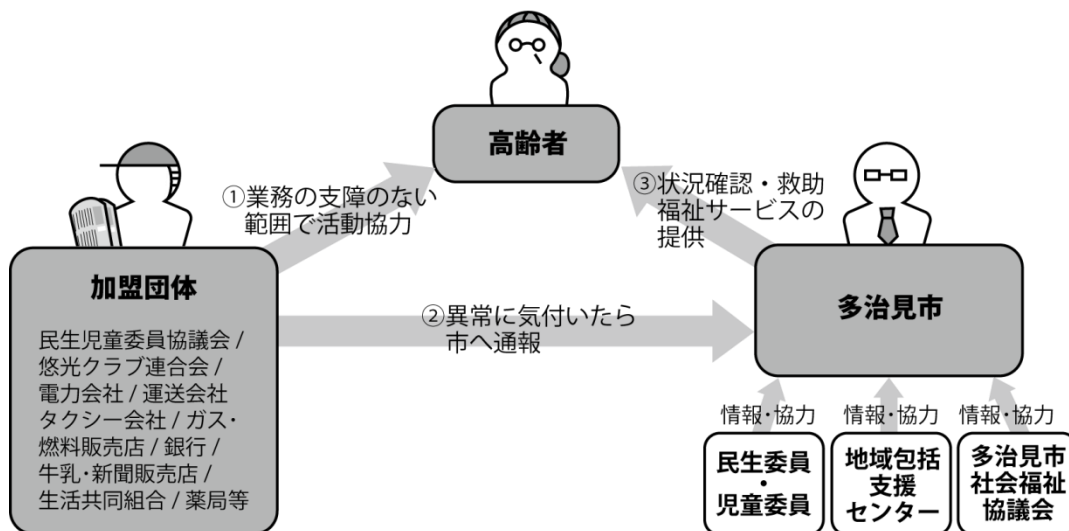 高齢者
①業務の支障のない
範囲で活動協力
③状況確認・救助
福祉サービスの
提供
加盟団体
民生児童委員協議会 /
悠光クラブ連合会 /
電力会社 / 運送会社
タクシー会社 / ガス・
燃料販売店 / 銀行 /
牛乳・新聞販売店 /
生活共同組合 / 薬局等
②異常に気付いたら
市へ通報
多治見市
情報・協力
情報・協力
情報・協力
民生委員
・
児童委員
地域包括
支援
センター
多治見市
社会福祉
協議会